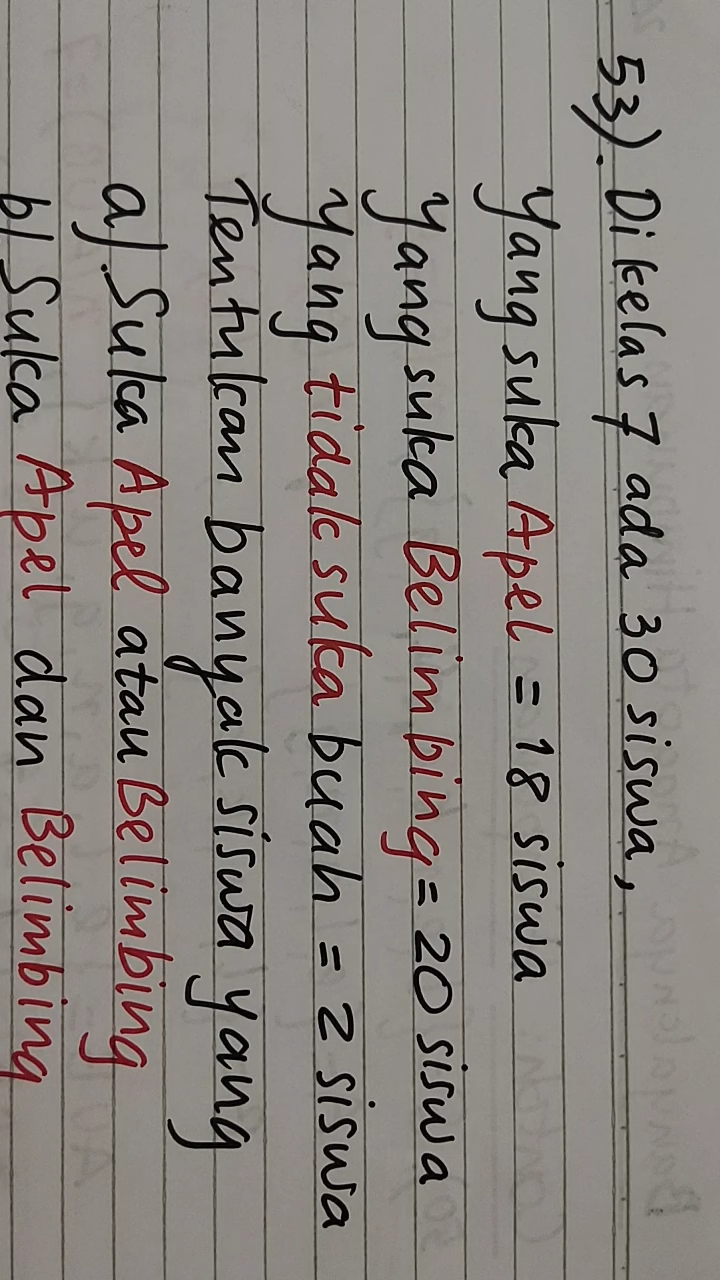 53). Dikelas 7 ada 30 siswa,
yang suka Apel = 18 siswa
yang suka Belimbing = 20 siswa
yang tidak suka buah = 2 siswa
Tentukan banyak siswa yang
a) Suka Apel atau Belimbing
b) Suka Apel dan Belimbing